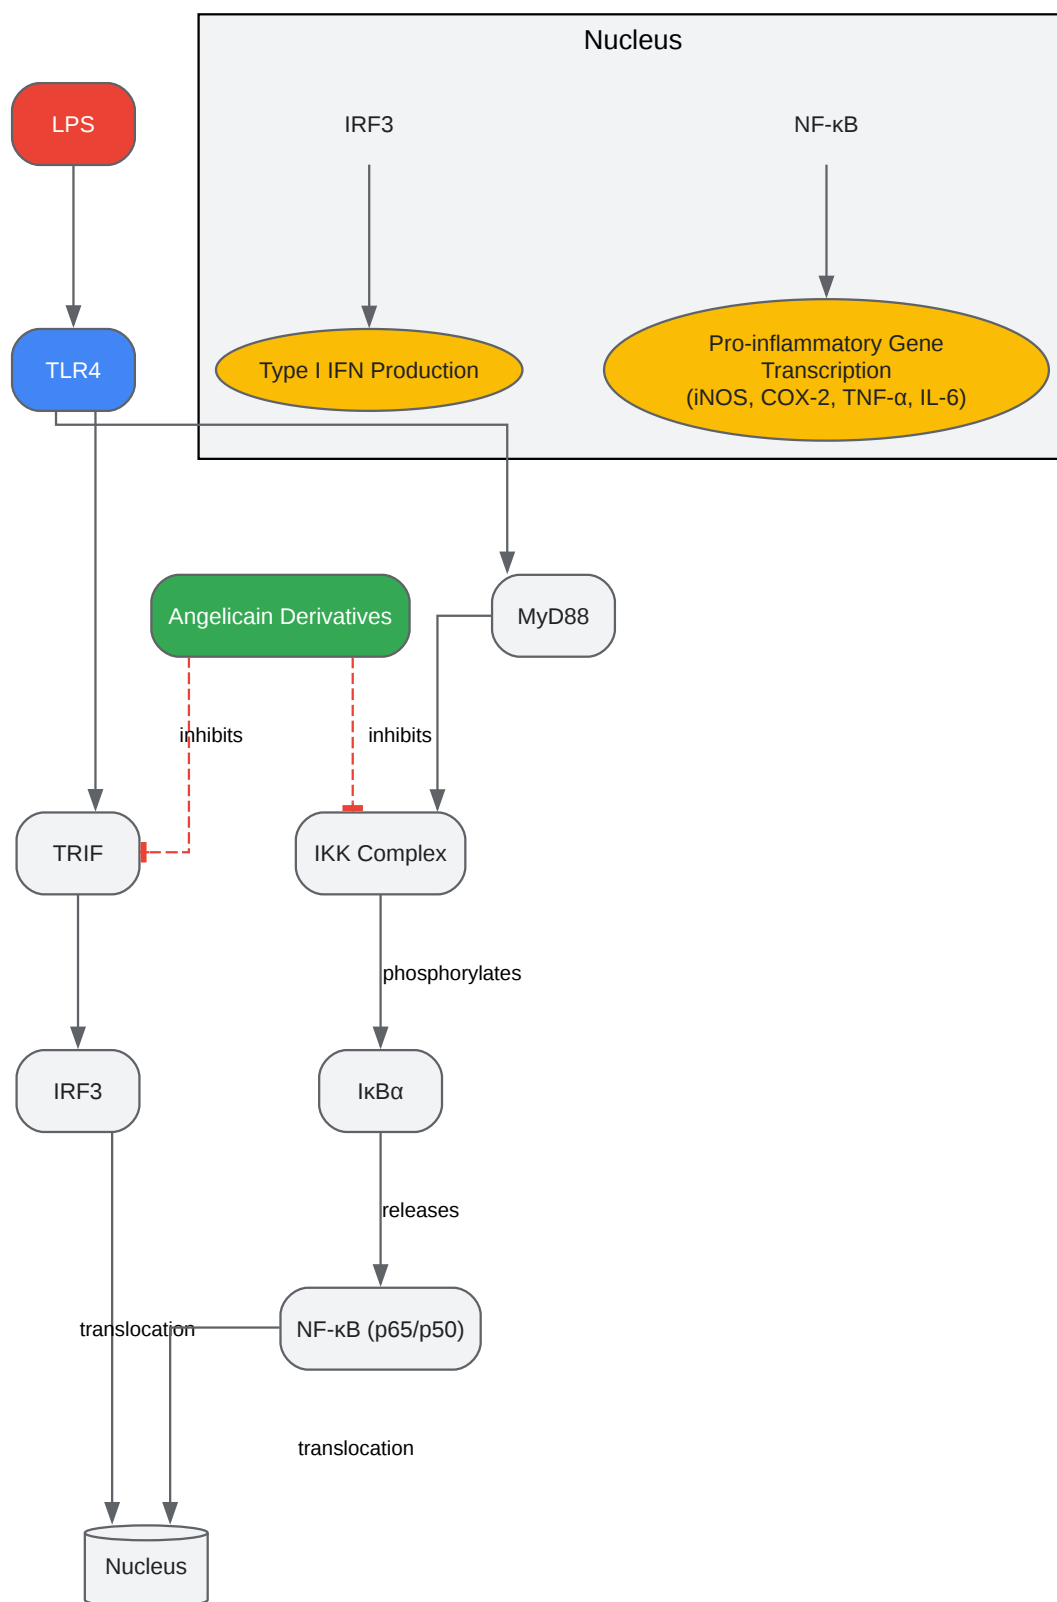 Nucleus
LPS
IRF3
NF-κB
TLR4
Type I IFN Production
Pro-inflammatory Gene
Transcription
(iNOS, COX-2, TNF-α, IL-6)
Angelicain Derivatives
MyD88
inhibits
inhibits
TRIF
IKK Complex
phosphorylates
IRF3
IκBα
releases
translocation
NF-κB (p65/p50)
translocation
Nucleus